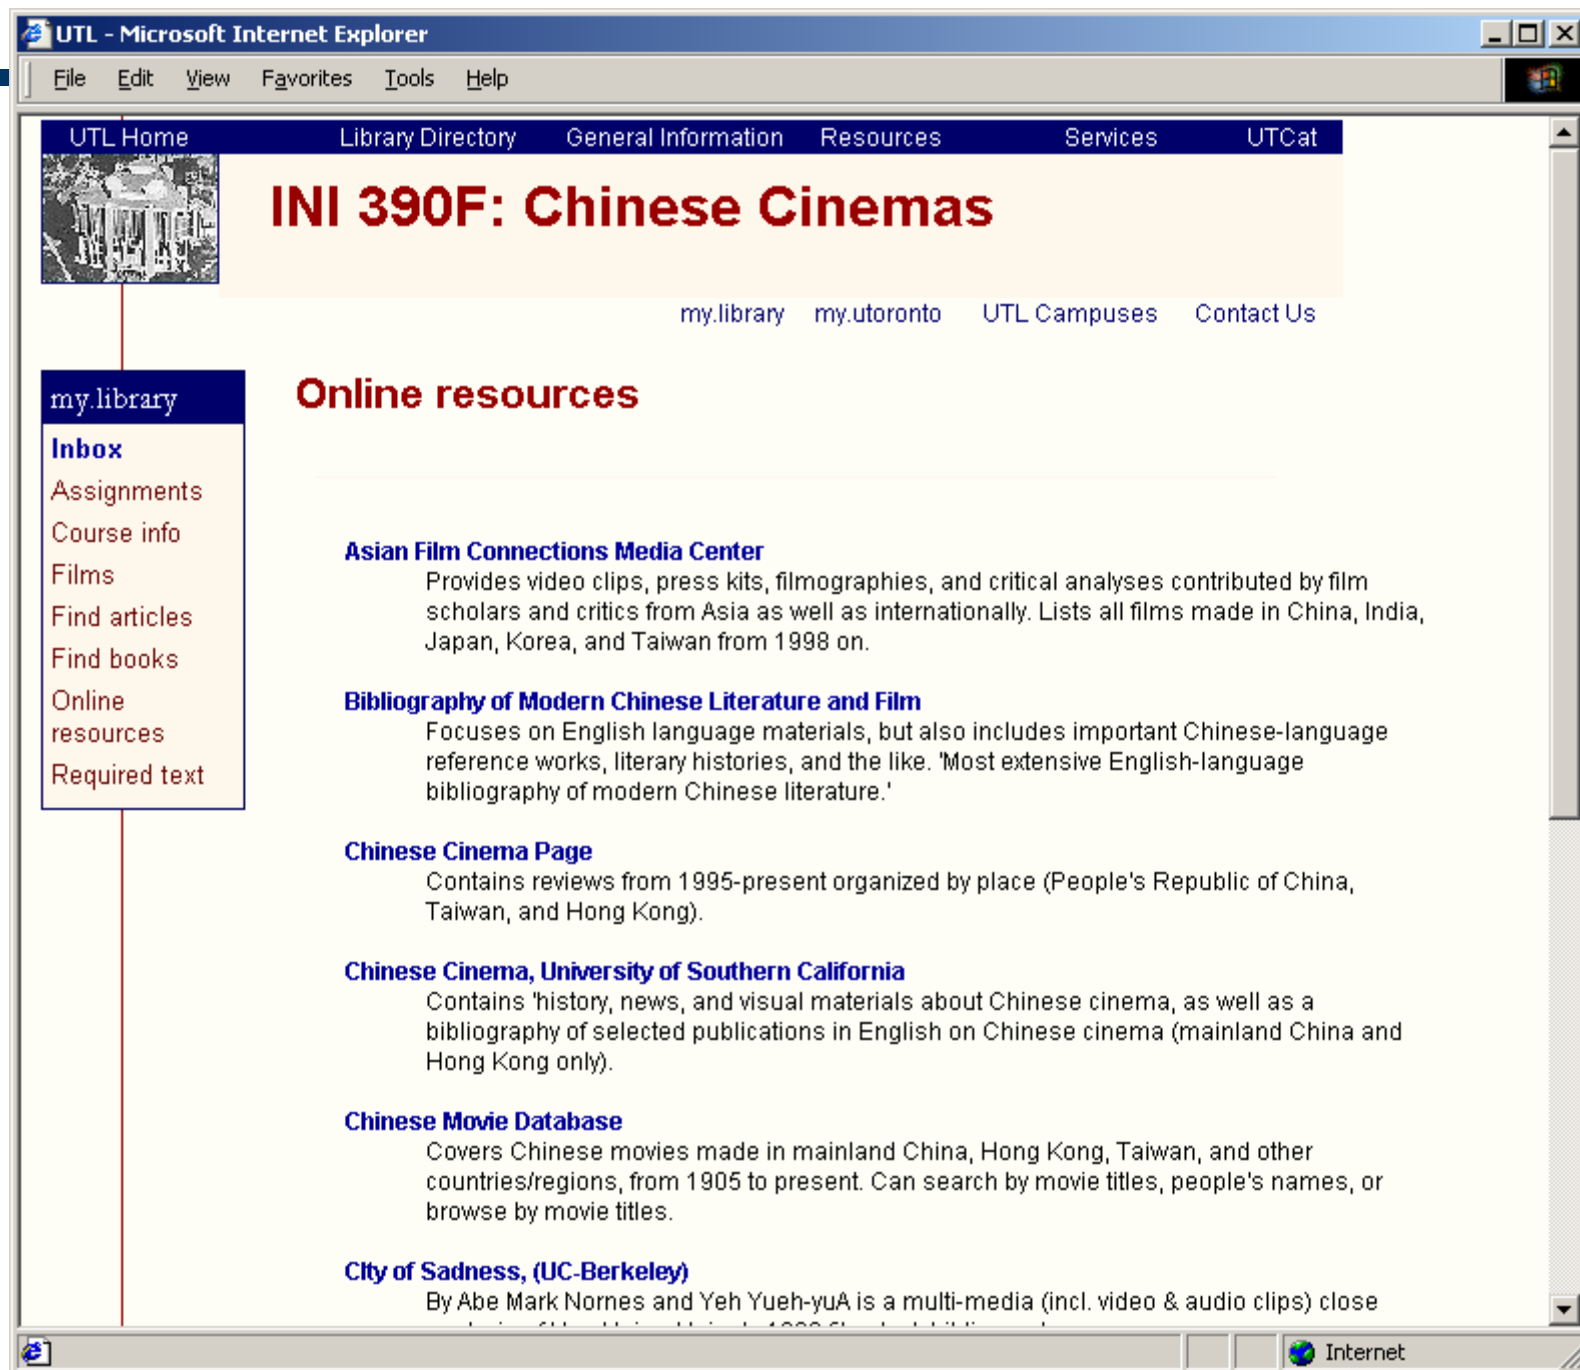 UTL - Microsoft Internet Explorer
File Edit View Favorites Tools Help
UTL Home Library Directory General Information Resources Services UTCat
INI 390F: Chinese Cinemas
my.library my.utoronto UTL Campuses Contact Us
my.library
Inbox
Assignments
Course info
Films
Find articles
Find books
Online
resources
Required text
Online resources
Asian Film Connections Media Center
Provides video clips, press kits, filmographies, and critical analyses contributed by film
scholars and critics from Asia as well as internationally. Lists all films made in China, India,
Japan, Korea, and Taiwan from 1998 on.
Bibliography of Modern Chinese Literature and Film
Focuses on English language materials, but also includes important Chinese-language
reference works, literary histories, and the like. 'Most extensive English-language
bibliography of modern Chinese literature.'
Chinese Cinema Page
Contains reviews from 1995-present organized by place (People's Republic of China,
Taiwan, and Hong Kong).
Chinese Cinema, University of Southern California
Contains 'history, news, and visual materials about Chinese cinema, as well as a
bibliography of selected publications in English on Chinese cinema (mainland China and
Hong Kong only).
Chinese Movie Database
Covers Chinese movies made in mainland China, Hong Kong, Taiwan, and other
countries/regions, from 1905 to present. Can search by movie titles, people's names, or
browse by movie titles.
CIty of Sadness, (UC-Berkeley)
By Abe Mark Nornes and Yeh Yueh-yuA is a multi-media (incl. video & audio clips) close
Internet